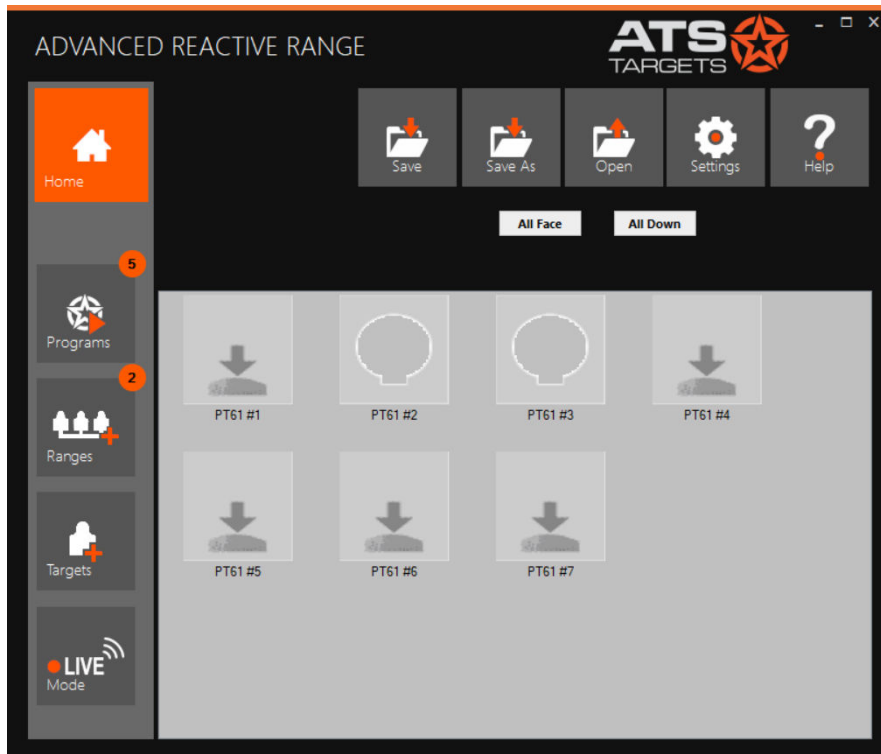 ADVANCED REACTIVE RANGE
ATS
TARGETS
Home
Save
Save As
Open
Settings
Help
All Face
All Down
5
Programs
2
Ranges
Targets
LIVE
Mode
PT61 #1
PT61 #2
PT61 #3
PT61 #4
PT61 #5
PT61 #6
PT61 #7